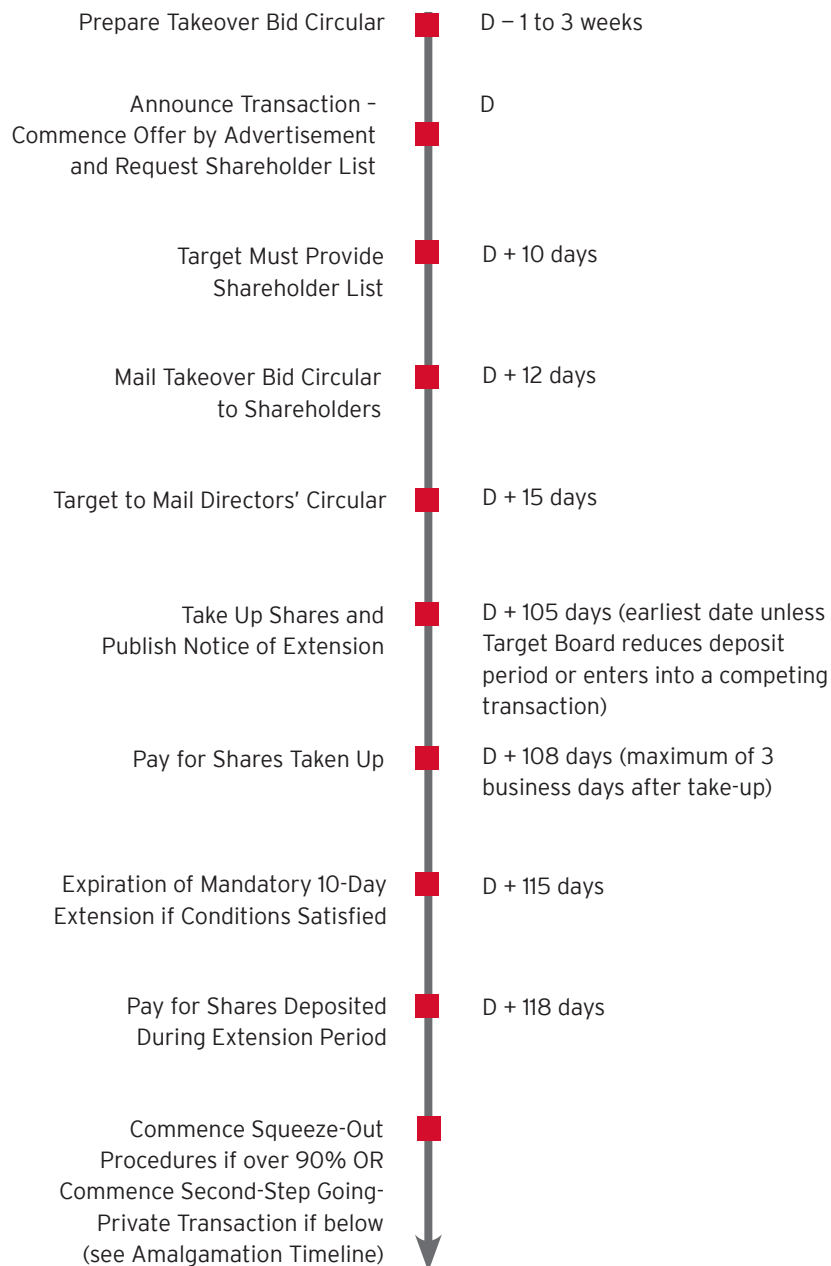 Prepare Takeover Bid Circular
D – 1 to 3 weeks
Announce Transaction –
Commence Offer by Advertisement
and Request Shareholder List
D
Target Must Provide
Shareholder List
D + 10 days
Mail Takeover Bid Circular
to Shareholders
D + 12 days
Target to Mail Directors’ Circular
D + 15 days
Take Up Shares and
Publish Notice of Extension
D + 105 days (earliest date unless
Target Board reduces deposit
period or enters into a competing
transaction)
Pay for Shares Taken Up
D + 108 days (maximum of 3
business days after take-up)
Expiration of Mandatory 10-Day
Extension if Conditions Satisfied
D + 115 days
Pay for Shares Deposited
During Extension Period
D + 118 days
Commence Squeeze-Out
Procedures if over 90% OR
Commence Second-Step Going-
Private Transaction if below
(see Amalgamation Timeline)